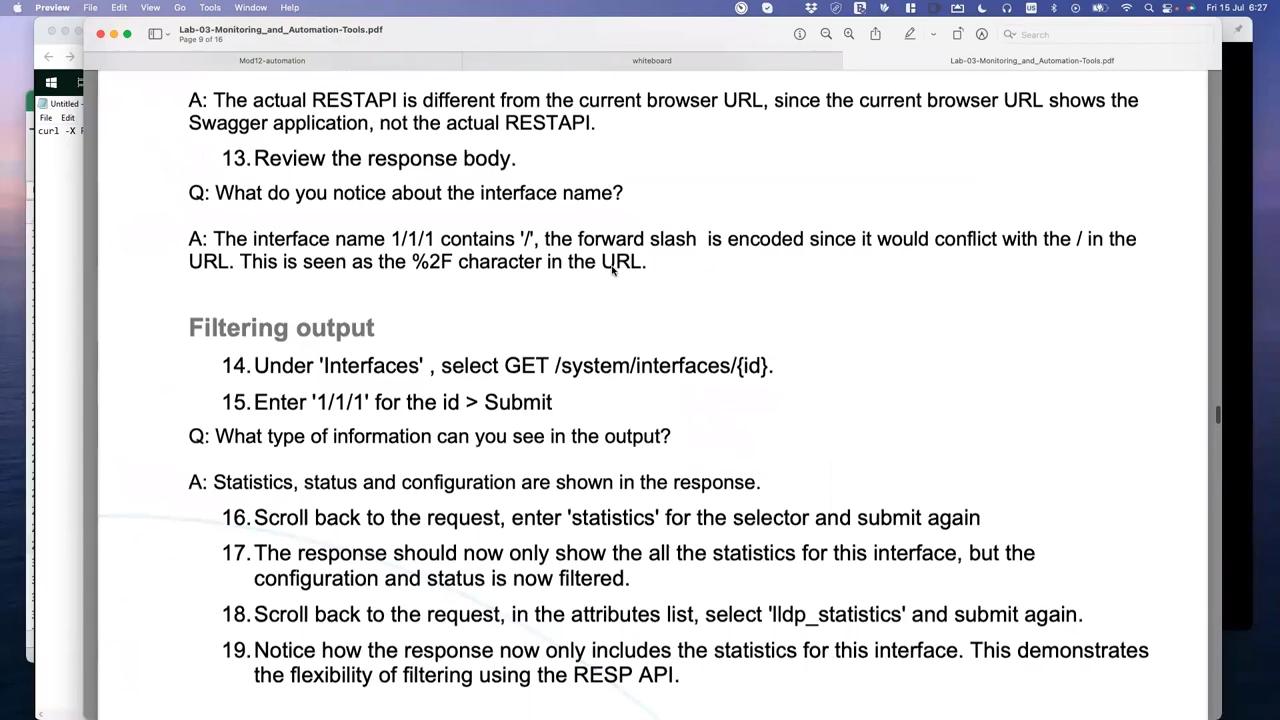 Preview File Edit View Go Tools Window Help
Fri 15 Jul 6:27
Lab-03-Monitoring_and_Automation-Tools.pdf
Page 9 of 16
Search
Mod12-automation
whiteboard
Lab-03-Monitoring_and_Automation-Tools.pdf
Untitled -
File Edit
curl -X
A: The actual RESTAPI is different from the current browser URL, since the current browser URL shows the
Swagger application, not the actual RESTAPI.
13. Review the response body.
Q: What do you notice about the interface name?
A: The interface name 1/1/1 contains '/', the forward slash is encoded since it would conflict with the / in the
URL. This is seen as the %2F character in the URL.
Filtering output
14. Under 'Interfaces' , select GET /system/interfaces/{id}.
15. Enter '1/1/1' for the id > Submit
Q: What type of information can you see in the output?
A: Statistics, status and configuration are shown in the response.
16. Scroll back to the request, enter 'statistics' for the selector and submit again
17. The response should now only show the all the statistics for this interface, but the
configuration and status is now filtered.
18. Scroll back to the request, in the attributes list, select 'lldp_statistics' and submit again.
19. Notice how the response now only includes the statistics for this interface. This demonstrates
the flexibility of filtering using the RESP API.